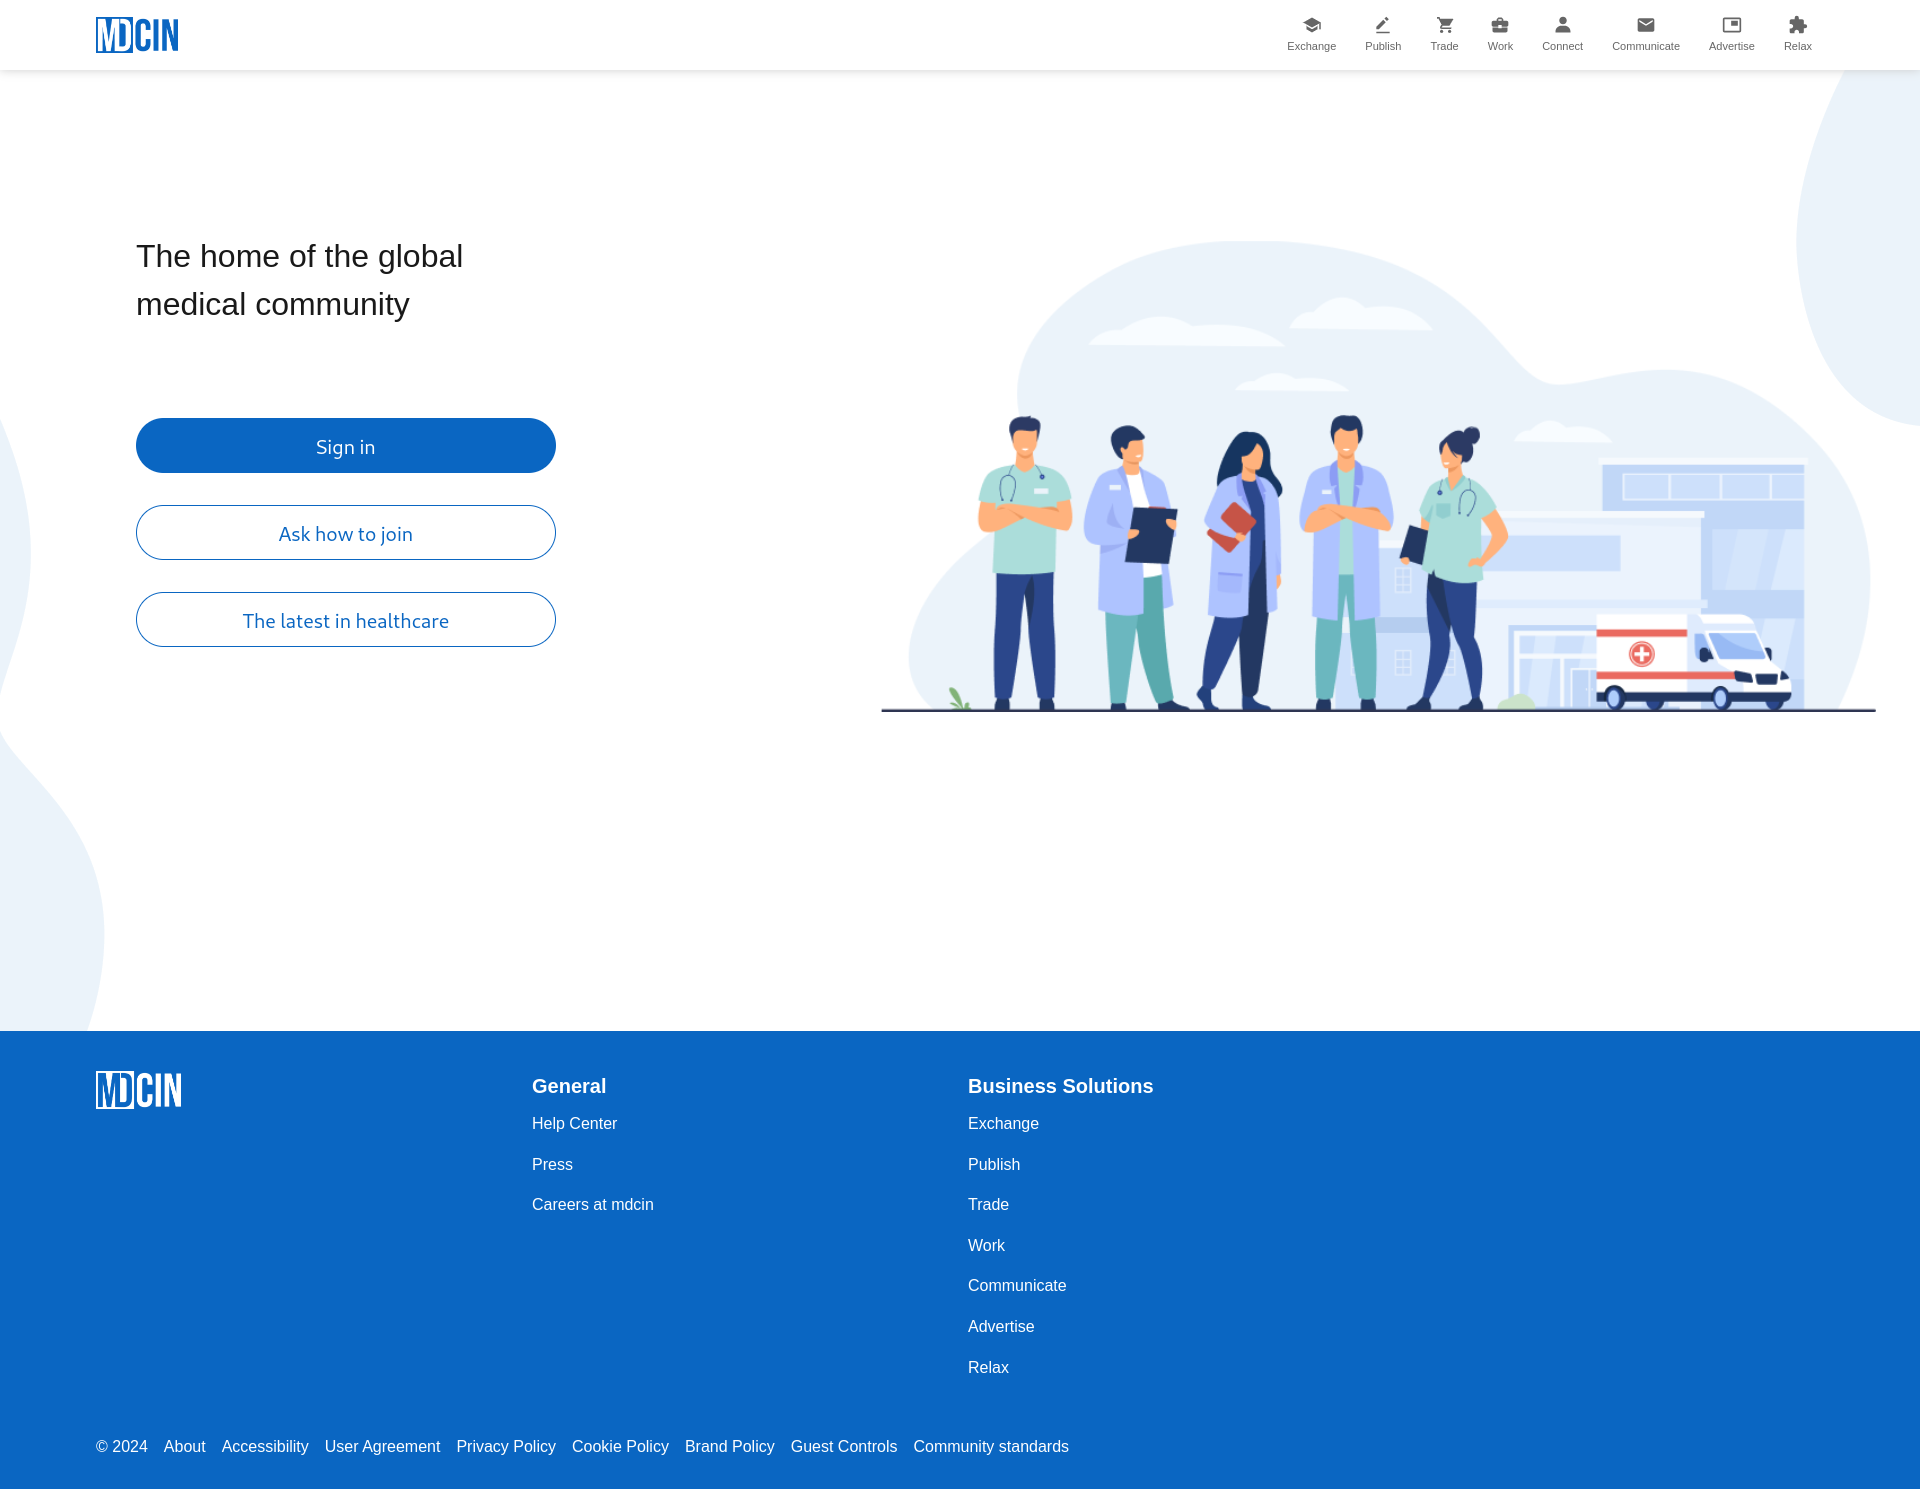 MDCIN
Exchange
Publish
Trade
Work
Connect
Communicate
Advertise
Relax
The home of the global
medical community
Sign in
Ask how to join
The latest in healthcare
MDCIN
General
Help Center
Press
Careers at mdcin
Business Solutions
Exchange
Publish
Trade
Work
Communicate
Advertise
Relax
© 2024 About Accessibility User Agreement Privacy Policy Cookie Policy Brand Policy Guest Controls Community standards